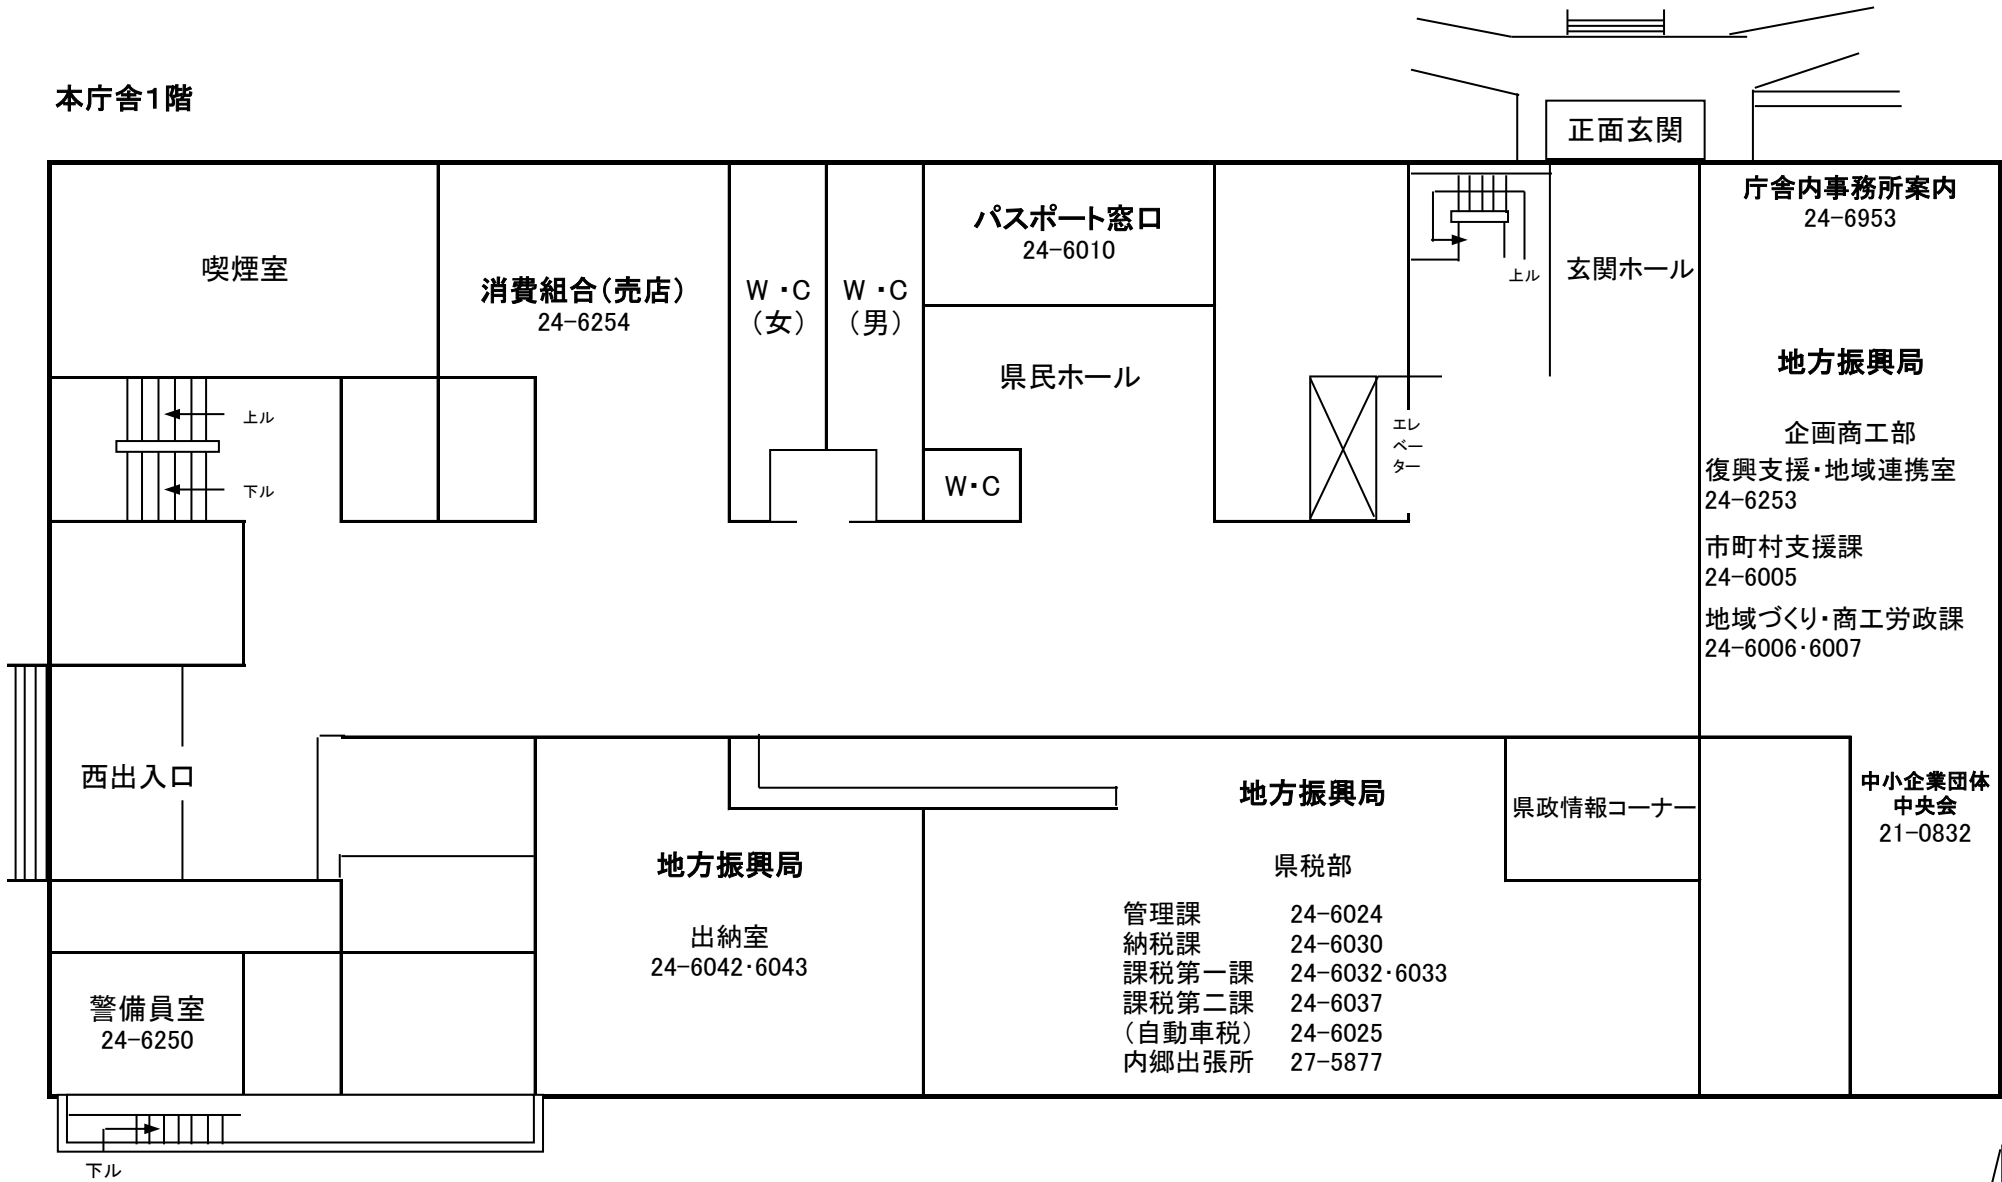 本庁舎1階
正面玄関
喫煙室
消費組合(売店)
24-6254
W・C
(女)
W・C
(男)
パスポート窓口
24-6010
県民ホール
W・C
上ル
玄関ホール
エレ
ベー
ター
庁舎内事務所案内
24-6953
地方振興局
企画商工部
復興支援・地域連携室
24-6253
市町村支援課
24-6005
地域づくり・商工労政課
24-6006・6007
上ル
下ル
西出入口
警備員室
24-6250
下ル
地方振興局
出納室
24-6042・6043
地方振興局
県税部
管理課 24-6024
納税課 24-6030
課税第一課 24-6032・6033
課税第二課 24-6037
(自動車税) 24-6025
内郷出張所 27-5877
県政情報コーナー
中小企業団体
中央会
21-0832